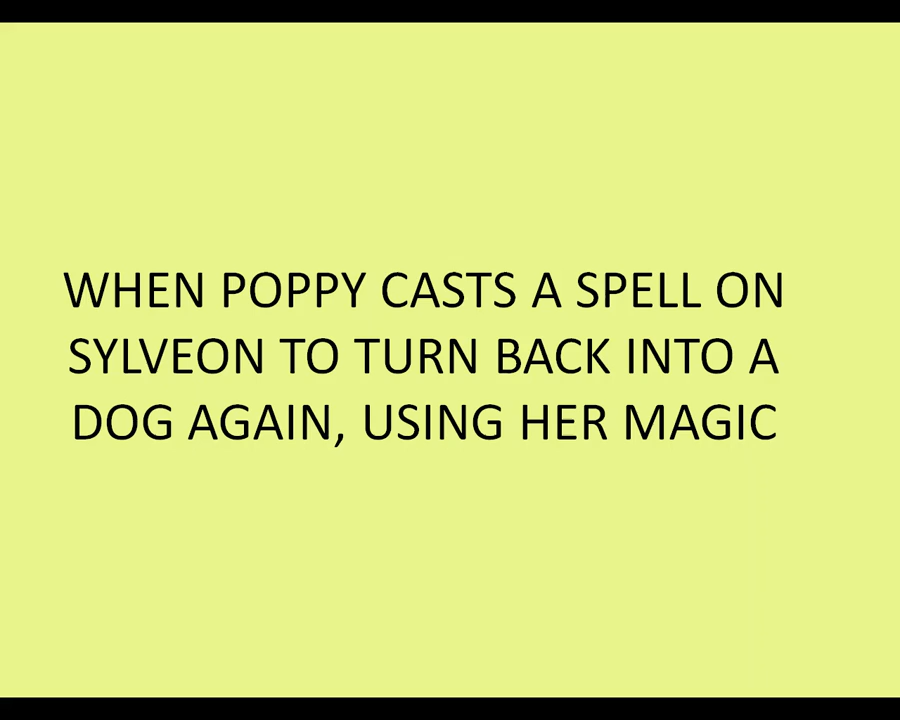 WHEN POPPY CASTS A SPELL ON
SYLVEON TO TURN BACK INTO A
DOG AGAIN, USING HER MAGIC